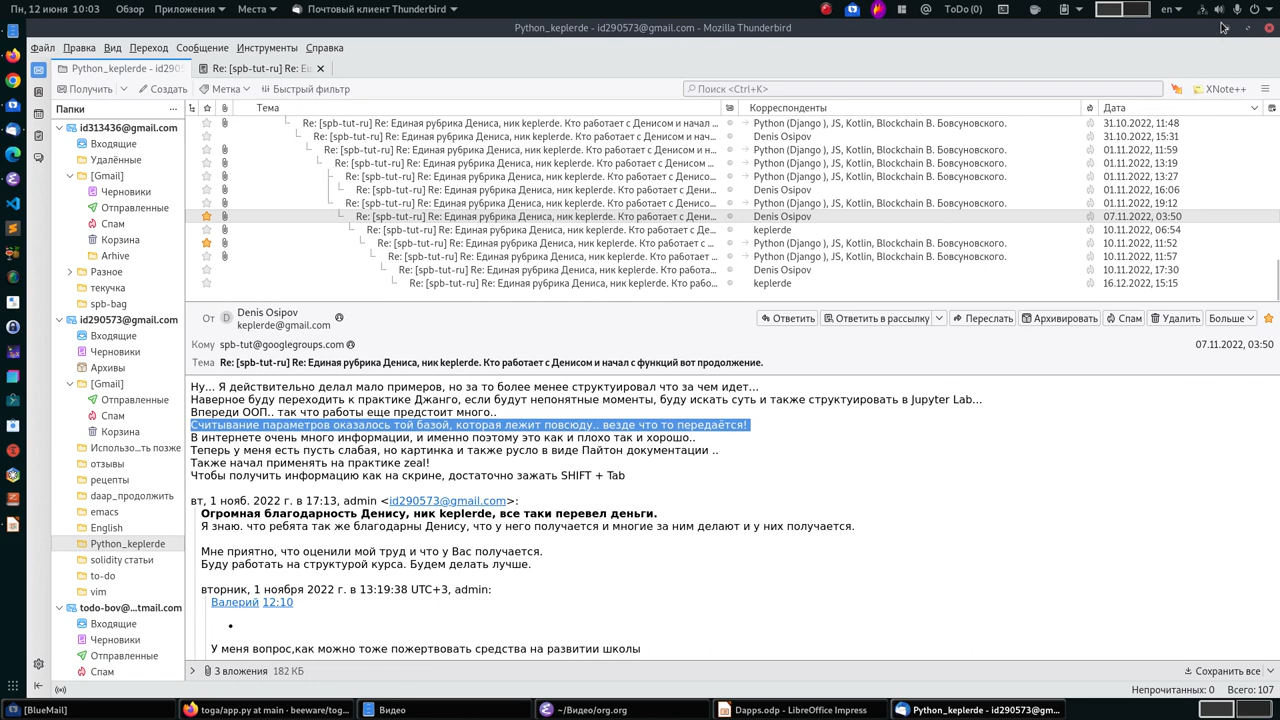 Пн, 12 июня  03:10
Обзор
Приложения
Места
Почтовый клиент Thunderbird
ToDo (0)
en
Python_keplerde - id290573@gmail.com - Mozilla Thunderbird
Файл Правка Вид Переход Сообщение Инструменты Справка
Python_keplerde - id290573
Re: [spb-tut-ru] Re: Ед
Получить
Создать
Метка
Быстрый фильтр
Поиск <Ctrl+K>
XNote++
Папки
id313436@gmail.com
Входящие
Удалённые
[Gmail]
Черновики
Отправленные
Спам
Корзина
Arhive
Разное
текучка
spb-bag
id290573@gmail.com
Входящие
Черновики
Архивы
[Gmail]
Отправленные
Спам
Корзина
Использо...ть позже
отзывы
рецепты
daap_продолжить
emacs
English
Python_keplerde
solidity статьи
to-do
vim
todo-bov@...tmail.com
Входящие
Черновики
Отправленные
Спам
Тема Корреспонденты Дата
Re: [spb-tut-ru] Re: Единая рубрика Дениса, ник keplerde. Кто работает с Денисом и начал ... Python (Django ), JS, Kotlin, Blockchain В. Бовсуновского. 31.10.2022, 11:48
Re: [spb-tut-ru] Re: Единая рубрика Дениса, ник keplerde. Кто работает с Денисом и нач... Denis Osipov 31.10.2022, 15:31
Re: [spb-tut-ru] Re: Единая рубрика Дениса, ник keplerde. Кто работает с Денисом и н... Python (Django ), JS, Kotlin, Blockchain В. Бовсуновского. 01.11.2022, 11:59
Re: [spb-tut-ru] Re: Единая рубрика Дениса, ник keplerde. Кто работает с Денисом ... Python (Django ), JS, Kotlin, Blockchain В. Бовсуновского. 01.11.2022, 13:19
Re: [spb-tut-ru] Re: Единая рубрика Дениса, ник keplerde. Кто работает с Денисо... Python (Django ), JS, Kotlin, Blockchain В. Бовсуновского. 01.11.2022, 13:27
Re: [spb-tut-ru] Re: Единая рубрика Дениса, ник keplerde. Кто работает с Дени... Denis Osipov 01.11.2022, 16:06
Re: [spb-tut-ru] Re: Единая рубрика Дениса, ник keplerde. Кто работает с Денисо... Python (Django ), JS, Kotlin, Blockchain В. Бовсуновского. 01.11.2022, 19:12
Re: [spb-tut-ru] Re: Единая рубрика Дениса, ник keplerde. Кто работает с Дени... Denis Osipov 07.11.2022, 03:50
Re: [spb-tut-ru] Re: Единая рубрика Дениса, ник keplerde. Кто работает с Де... keplerde 10.11.2022, 06:54
Re: [spb-tut-ru] Re: Единая рубрика Дениса, ник keplerde. Кто работает с ... Python (Django ), JS, Kotlin, Blockchain В. Бовсуновского. 10.11.2022, 11:52
Re: [spb-tut-ru] Re: Единая рубрика Дениса, ник keplerde. Кто работает ... Python (Django ), JS, Kotlin, Blockchain В. Бовсуновского. 10.11.2022, 11:57
Re: [spb-tut-ru] Re: Единая рубрика Дениса, ник keplerde. Кто работа... Denis Osipov 10.11.2022, 17:30
Re: [spb-tut-ru] Re: Единая рубрика Дениса, ник keplerde. Кто рабо... keplerde 16.12.2022, 15:15
От D Denis Osipov
keplerde@gmail.com
Ответить Ответить в рассылку Переслать Архивировать Спам Удалить Больше
Кому spb-tut@googlegroups.com 07.11.2022, 03:50
Тема Re: [spb-tut-ru] Re: Единая рубрика Дениса, ник keplerde. Кто работает с Денисом и начал с функций вот продолжение.
Ну... Я действительно делал мало примеров, но за то более менее структуировал что за чем идет...
Наверное буду переходить к практике Джанго, если будут непонятные моменты, буду искать суть и также структуировать в Jupyter Lab...
Впереди ООП.. так что работы еще предстоит много..
Считывание параметров оказалось той базой, которая лежит повсюду.. везде что то передаётся!
В интернете очень много информации, и именно поэтому это как и плохо так и хорошо..
Теперь у меня есть пусть слабая, но картинка и также русло в виде Пайтон документации ..
Также начал применять на практике zeal!
Чтобы получить информацию как на скрине, достаточно зажать SHIFT + Tab
вт, 1 нояб. 2022 г. в 17:13, admin <id290573@gmail.com>:
Огромная благодарность Денису, ник keplerde, все таки перевел деньги.
Я знаю. что ребята так же благодарны Денису, что у него получается и многие за ним делают и у них получается.
Мне приятно, что оценили мой труд и что у Вас получается.
Буду работать на структурой курса. Будем делать лучше.
вторник, 1 ноября 2022 г. в 13:19:38 UTC+3, admin:
Валерий 12:10
•
У меня вопрос,как можно тоже пожертвовать средства на развитии школы
3 вложения 182 КБ
Сохранить все
Непрочитанных: 0 Всего: 107
[BlueMail]
toga/app.py at main · beeware/tog...
Видео
~/Видео/org.org
Dapps.odp — LibreOffice Impress
Python_keplerde - id290573@gm...